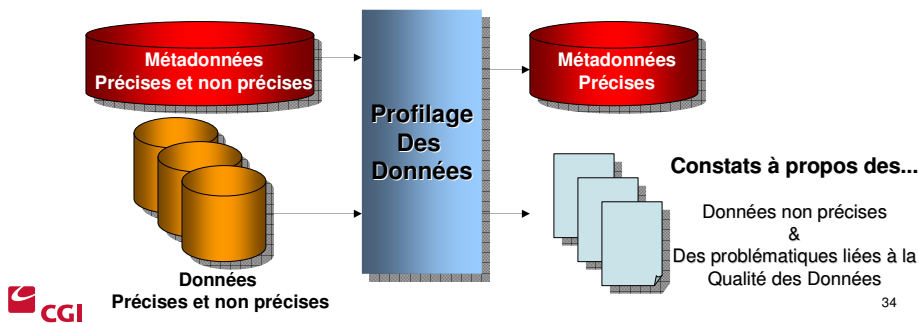 Métadonnées
Précises et non précises
Profilage
Des
Données
Métadonnées
Précises
Constats à propos des...
Données non précises
&
Des problématiques liées à la
Qualité des Données
Données
Précises et non précises
CGI
34